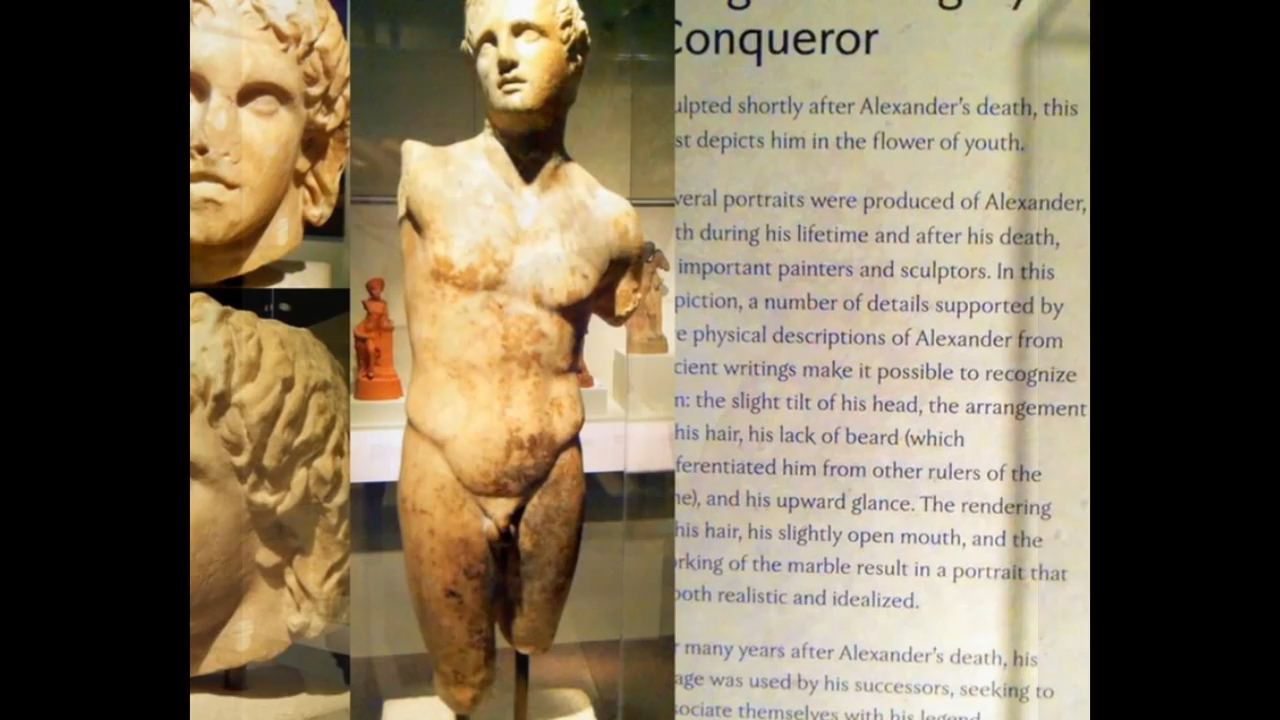 Conqueror
ulpted shortly after Alexander's death, this
st depicts him in the flower of youth.
veral portraits were produced of Alexander,
th during his lifetime and after his death,
important painters and sculptors. In this
piction, a number of details supported by
e physical descriptions of Alexander from
cient writings make it possible to recognize
n: the slight tilt of his head, the arrangement
his hair, his lack of beard (which
ferentiated him from other rulers of the
ne), and his upward glance. The rendering
his hair, his slightly open mouth, and the
rking of the marble result in a portrait that
both realistic and idealized.
r many years after Alexander's death, his
age was used by his successors, seeking to
sociate themselves with his legend